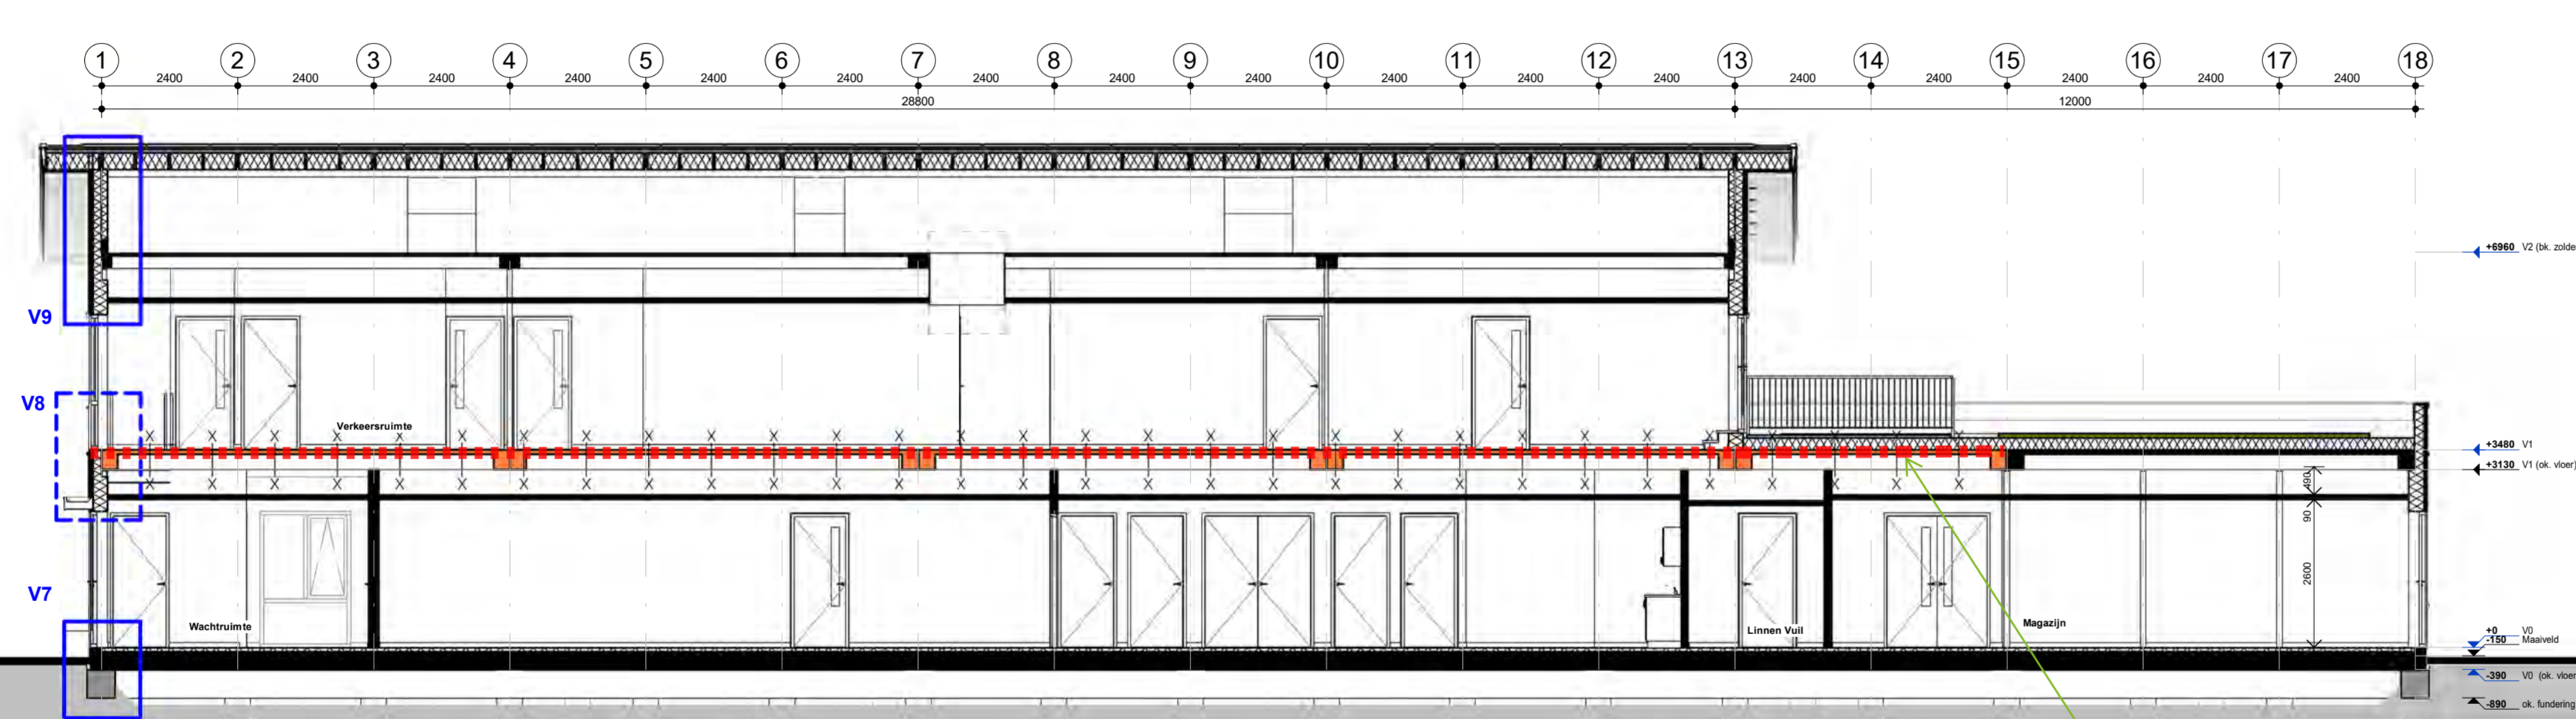 1 2 3 4 5 6 7 8 9 10 11 12 13 14 15 16 17 18
2400 2400 2400 2400 2400 2400 2400 2400 2400 2400 2400 2400 2400 2400 2400 2400 2400
28800 12000
+6960 V2 (bk. zolde
V9
V8
Verkeersruimte
X X X X X X X X X X X X X X X X X X X X X X X X X X X X X X
+3480 V1
+3130 V1 (ok. vloer)
X X X X X X X X X X X X X X X X X X X X X X X X X X X X X X
490
90
2600
V7
Wachtruimte
Linnen Vuil
Magazijn
+0 V0
-150 Maaiveld
-390 V0 (ok. vloer
-890 ok. fundering